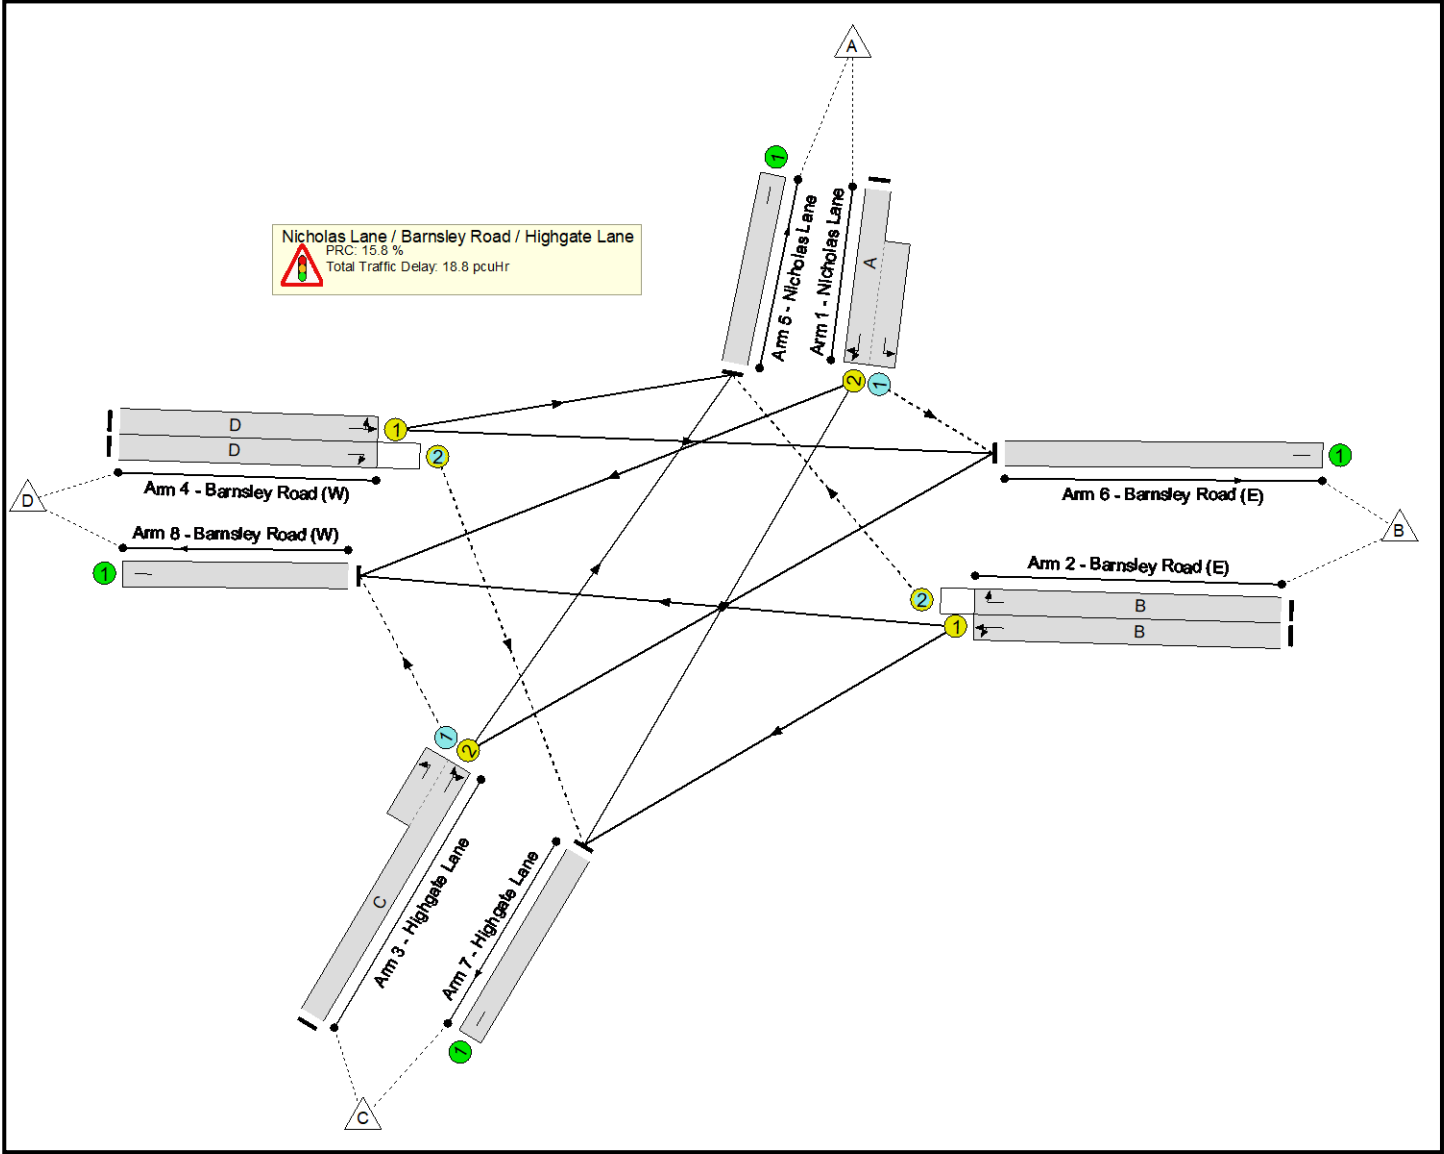 A
1
Nicholas Lane / Barnsley Road / Highgate Lane
PRC: 15.8 %
Total Traffic Delay: 18.8 pcuHr
Arm 5 - Nicholas Lane
Arm 1 - Nicholas Lane
A
2
1
D
D
1
2
Arm 4 - Barnsley Road (W)
D
Arm 8 - Barnsley Road (W)
1
1
Arm 6 - Barnsley Road (E)
B
Arm 2 - Barnsley Road (E)
2
1
B
B
1
2
C
Arm 3 - Highgate Lane
Arm 7 - Highgate Lane
1
C